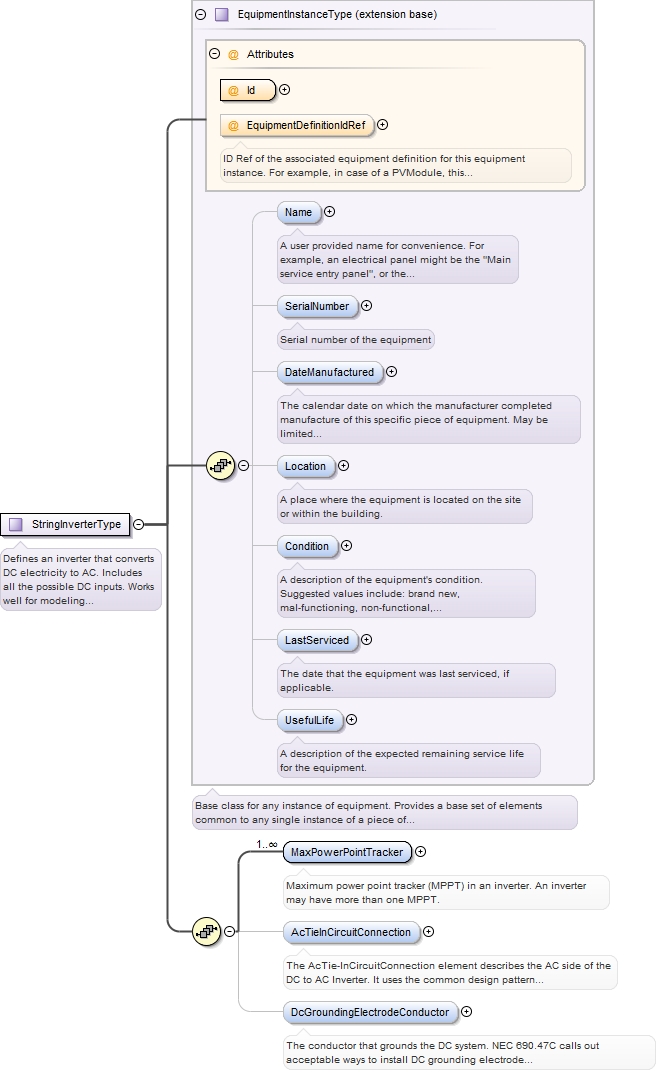 EquipmentInstanceType (extension base)
@ Attributes
@ Id
@ EquipmentDefinitionIdRef
ID Ref of the associated equipment definition for this equipment
instance. For example, in case of a PVModule, this...
Name
A user provided name for convenience. For
example, an electrical panel might be the "Main
service entry panel", or the...
SerialNumber
Serial number of the equipment
DateManufactured
The calendar date on which the manufacturer completed
manufacture of this specific piece of equipment. May be
limited...
Location
A place where the equipment is located on the site
or within the building.
StringInverterType
Defines an inverter that converts
DC electricity to AC. Includes
all the possible DC inputs. Works
well for modeling...
Condition
A description of the equipment's condition.
Suggested values include: brand new,
mal-functioning, non-functional,...
LastServiced
The date that the equipment was last serviced, if
applicable.
UsefulLife
A description of the expected remaining service life
for the equipment.
Base class for any instance of equipment. Provides a base set of elements
common to any single instance of a piece of...
1..∞
MaxPowerPointTracker
Maximum power point tracker (MPPT) in an inverter. An inverter
may have more than one MPPT.
AcTieInCircuitConnection
The AcTie-InCircuitConnection element describes the AC side of the
DC to AC Inverter. It uses the common design pattern...
DcGroundingElectrodeConductor
The conductor that grounds the DC system. NEC 690.47C calls out
acceptable ways to install DC grounding electrode...